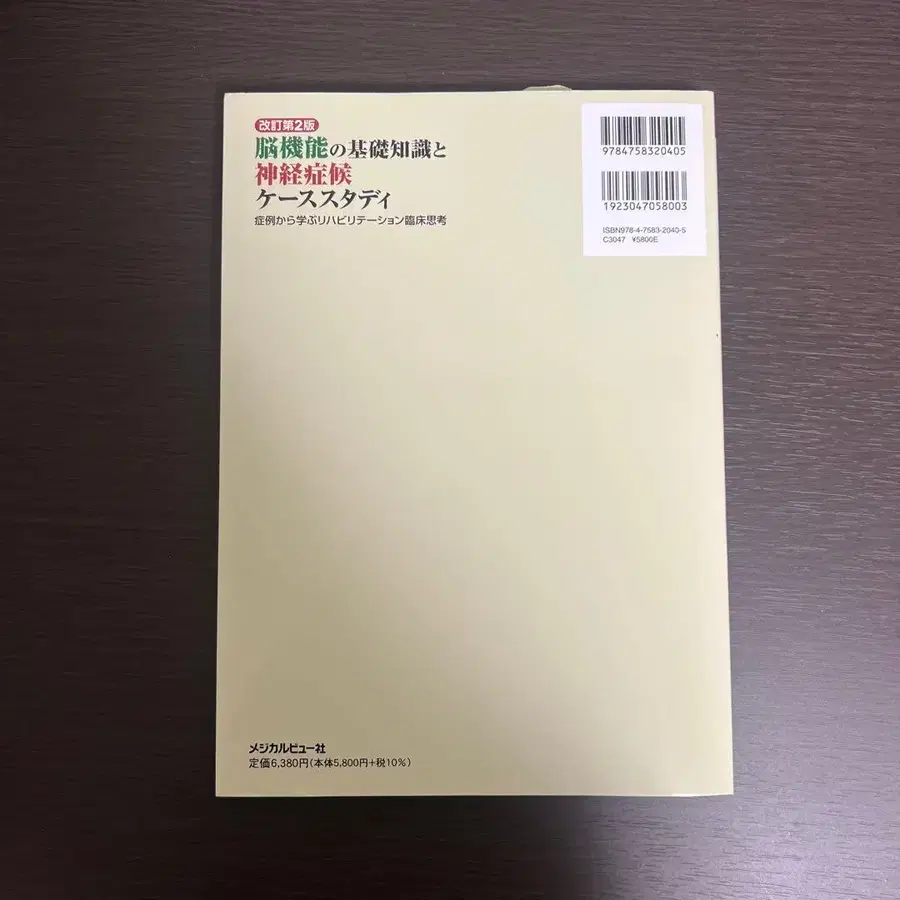 改訂第2版
脳機能の基礎知識と
神経症候
ケーススタディ
症例から学ぶリハビリテーション臨床思考
9784758320405
1923047058003
ISBN978-4-7583-2040-5
C3047 ¥5800E
メジカルビュー社
定価6,380円(本体5,800円+税10%)